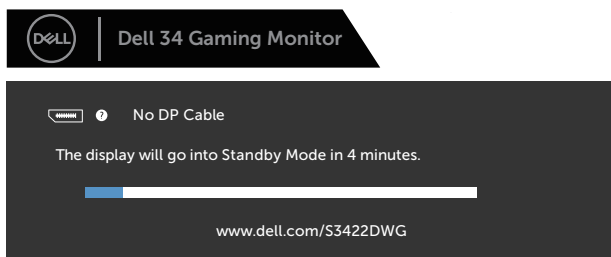 DELL
Dell 34 Gaming Monitor
? No DP Cable
The display will go into Standby Mode in 4 minutes.
www.dell.com/S3422DWG